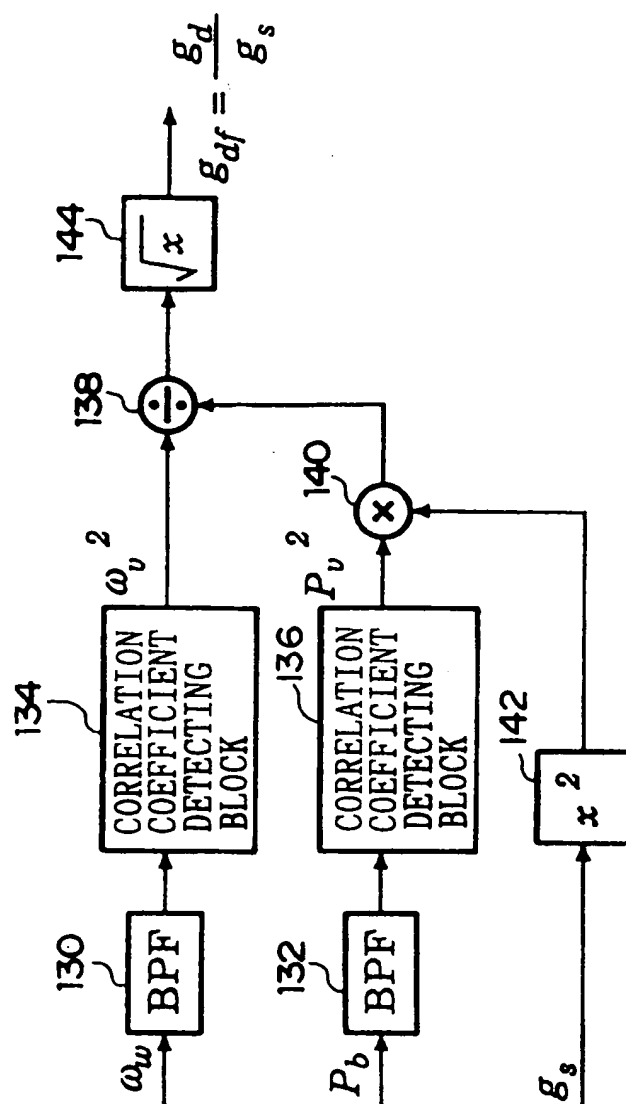 ω_w
130
BPF
134
CORRELATION
COEFFICIENT
DETECTING
BLOCK
ω_v^2
138
÷
144
√x
g_df = g_d / g_s
P_b
132
BPF
136
CORRELATION
COEFFICIENT
DETECTING
BLOCK
P_v^2
140
×
g_s
142
x^2